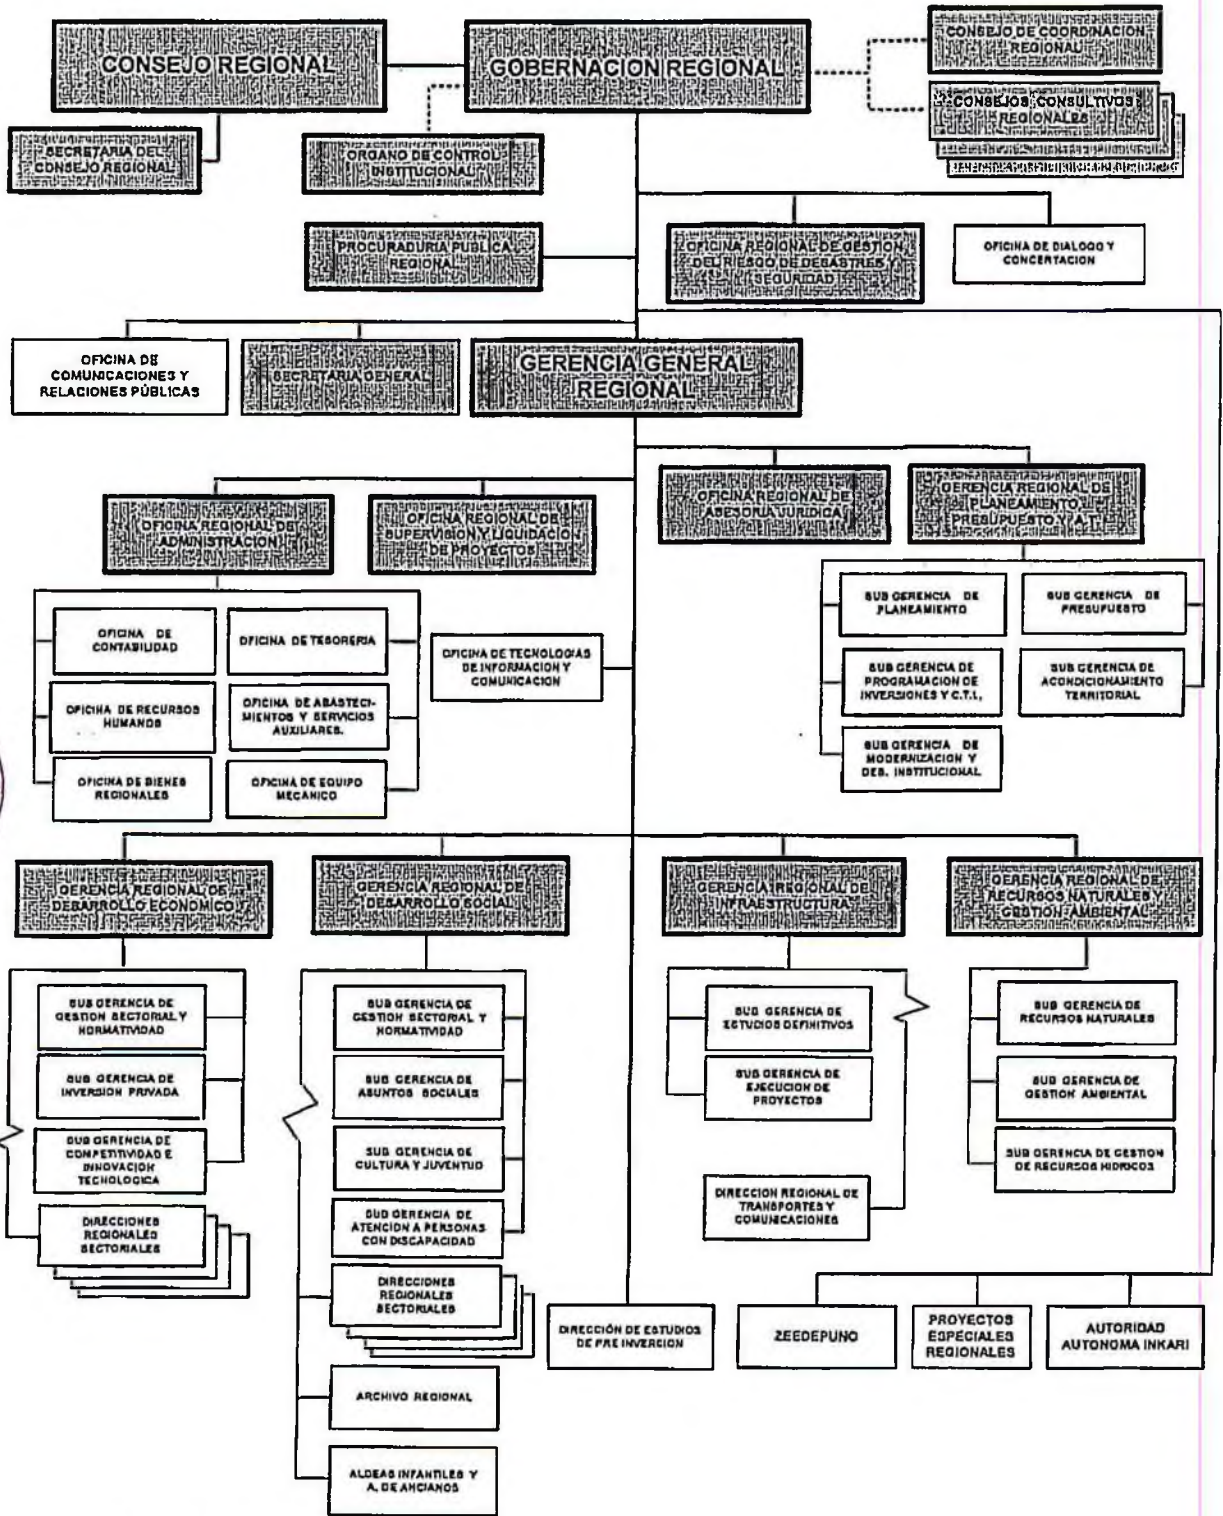 CONSEJO REGIONAL
GOBERNACION REGIONAL
CONSEJO DE COORDINACION
REGIONAL
CONSEJOS CONSULTIVOS
REGIONALES
SECRETARIA DEL
CONSEJO REGIONAL
ORGANO DE CONTROL
INSTITUCIONAL
PROCURADURIA PUBLICA
REGIONAL
OFICINA REGIONAL DE GESTION
DEL RIESGO DE DESASTRES Y
SEGURIDAD
OFICINA DE DIALOGO Y
CONCERTACION
OFICINA DE
COMUNICACIONES Y
RELACIONES PÚBLICAS
SECRETARIA GENERAL
GERENCIA GENERAL
REGIONAL
OFICINA REGIONAL DE
ADMINISTRACION
OFICINA REGIONAL DE
SUPERVISION Y LIQUIDACION
DE PROYECTOS
OFICINA REGIONAL DE
ASESORIA JURIDICA
GERENCIA REGIONAL DE
PLANEAMIENTO,
PRESUPUESTO Y A.T.
OFICINA DE
CONTABILIDAD
OFICINA DE TESORERIA
OFICINA DE RECURSOS
HUMANOS
OFICINA DE ABASTECI-
MIENTOS Y SERVICIOS
AUXILIARES.
OFICINA DE BIENES
REGIONALES
OFICINA DE EQUIPO
MECÁNICO
OFICINA DE TECNOLOGIAS
DE INFORMACION Y
COMUNICACION
SUB GERENCIA DE
PLANEAMIENTO
SUB GERENCIA DE
PRESUPUESTO
SUB GERENCIA DE
PROGRAMACION DE
INVERSIONES Y C.T.I.
SUB GERENCIA DE
ACONDICIONAMIENTO
TERRITORIAL
SUB GERENCIA DE
MODERNIZACION Y
DES. INSTITUCIONAL
GERENCIA REGIONAL DE
DESARROLLO ECONOMICO
GERENCIA REGIONAL DE
DESARROLLO SOCIAL
GERENCIA REGIONAL DE
INFRAESTRUCTURA
GERENCIA REGIONAL DE
RECURSOS NATURALES Y
GESTION AMBIENTAL
SUB GERENCIA DE
GESTION SECTORIAL Y
NORMATIVIDAD
SUB GERENCIA DE
INVERSION PRIVADA
SUB GERENCIA DE
COMPETITIVIDAD E
INNOVACION
TECNOLOGICA
DIRECCIONES
REGIONALES
SECTORIALES
SUB GERENCIA DE
GESTION SECTORIAL Y
NORMATIVIDAD
SUB GERENCIA DE
ASUNTOS SOCIALES
SUB GERENCIA DE
CULTURA Y JUVENTUD
SUB GERENCIA DE
ATENCIÓN A PERSONAS
CON DISCAPACIDAD
DIRECCIONES
REGIONALES
SECTORIALES
ARCHIVO REGIONAL
ALDEAS INFANTILES Y
A. DE ANCIANOS
SUB GERENCIA DE
ESTUDIOS DEFINITIVOS
SUB GERENCIA DE
EJECUCION DE
PROYECTOS
DIRECCION REGIONAL DE
TRANSPORTES Y
COMUNICACIONES
SUB GERENCIA DE
RECURSOS NATURALES
SUB GERENCIA DE
GESTION AMBIENTAL
SUB GERENCIA DE GESTION
DE RECURSOS HIDRICOS
DIRECCIÓN DE ESTUDIOS
DE PRE INVERCION
ZEEDEPUNO
PROYECTOS
ESPECIALES
REGIONALES
AUTORIDAD
AUTONOMA INKARI